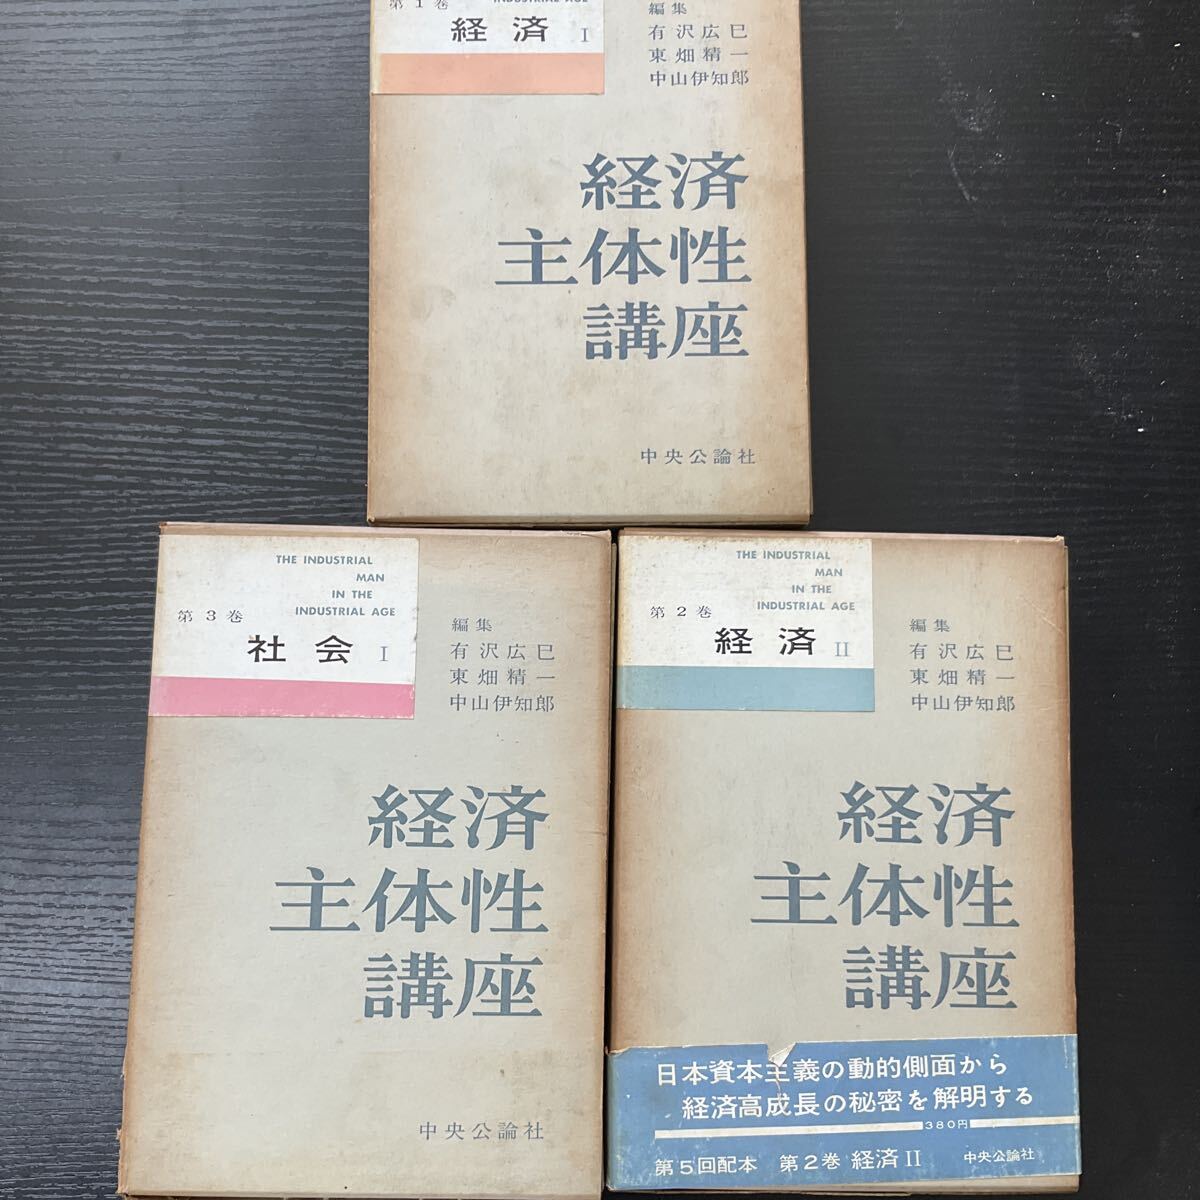 INDUSTRIAL AGE
第1巻
経済 I
編集
有沢広巳
東畑精一
中山伊知郎
経済
主体性
講座
中央公論社
THE INDUSTRIAL
MAN
IN THE
INDUSTRIAL AGE
第3巻
社会 I
編集
有沢広巳
東畑精一
中山伊知郎
経済
主体性
講座
中央公論社
THE INDUSTRIAL
MAN
IN THE
INDUSTRIAL AGE
第2巻
経済 II
編集
有沢広巳
東畑精一
中山伊知郎
経済
主体性
講座
日本資本主義の動的側面から
経済高成長の秘密を解明する
380円
第5回配本 第2巻 経済 II 中央公論社